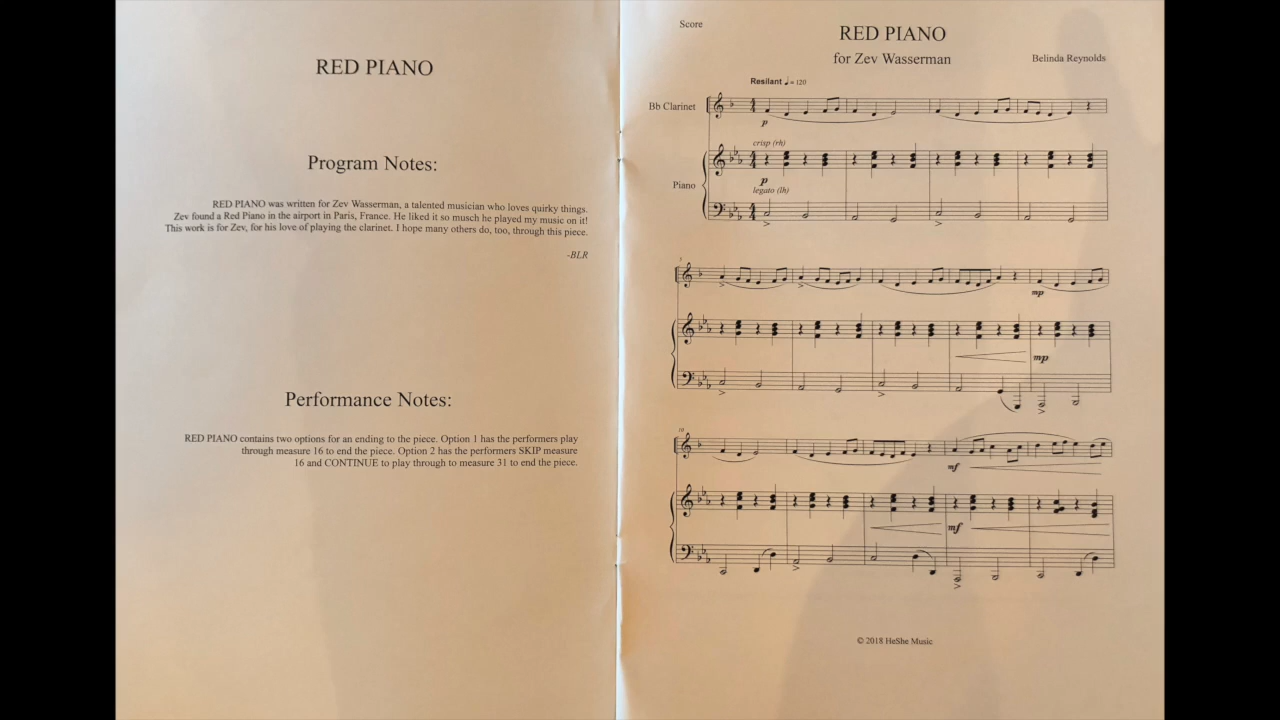 RED PIANO
Program Notes:
RED PIANO was written for Zev Wasserman, a talented musician who loves quirky things.
Zev found a Red Piano in the airport in Paris, France. He liked it so musch he played my music on it!
This work is for Zev, for his love of playing the clarinet. I hope many others do, too, through this piece.
-BLR
Performance Notes:
RED PIANO contains two options for an ending to the piece. Option 1 has the performers play
through measure 16 to end the piece. Option 2 has the performers SKIP measure
16 and CONTINUE to play through to measure 31 to end the piece.
Score
RED PIANO
for Zev Wasserman
Belinda Reynolds
Resilant ♩ = 120
Bb Clarinet
p
crisp (rh)
Piano
p
legato (lh)
5
mp
mp
10
mf
mf
© 2018 HeShe Music